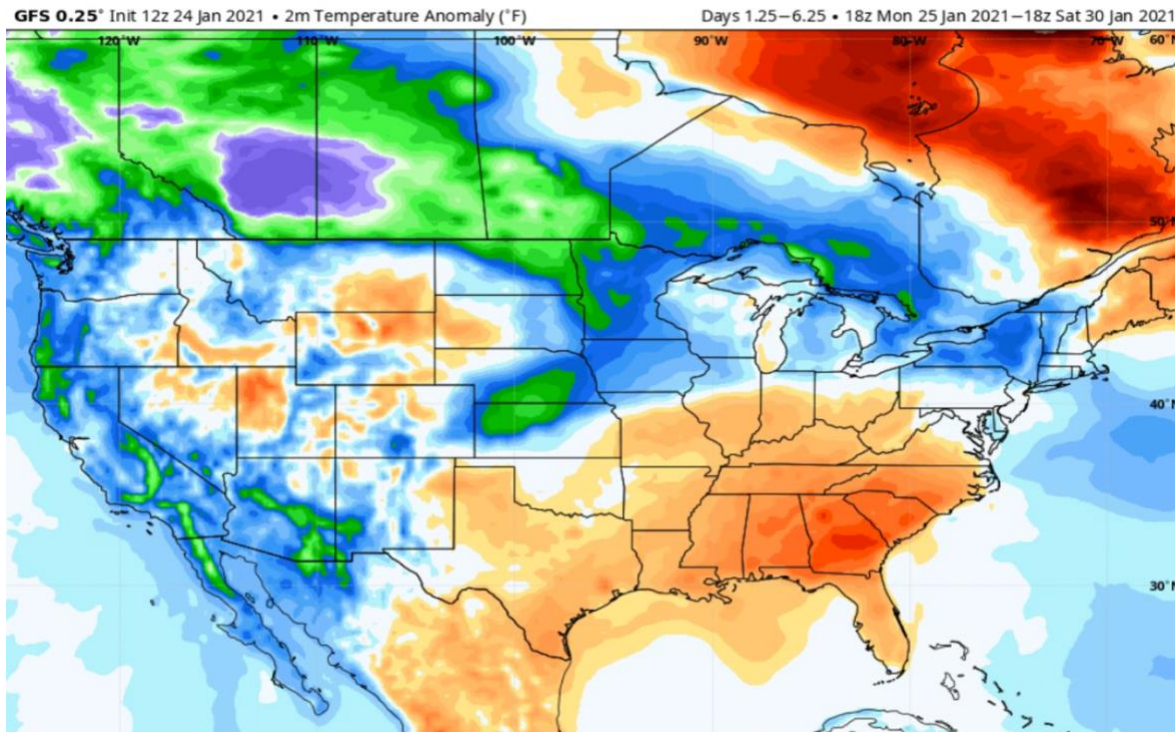 GFS 0.25° Init 12z 24 Jan 2021 • 2m Temperature Anomaly (°F) Days 1.25−6.25 • 18z Mon 25 Jan 2021−18z Sat 30 Jan 2021
120°W 110°W 100°W 90°W 80°W 70°W 60°N
50°N
40°N
30°N